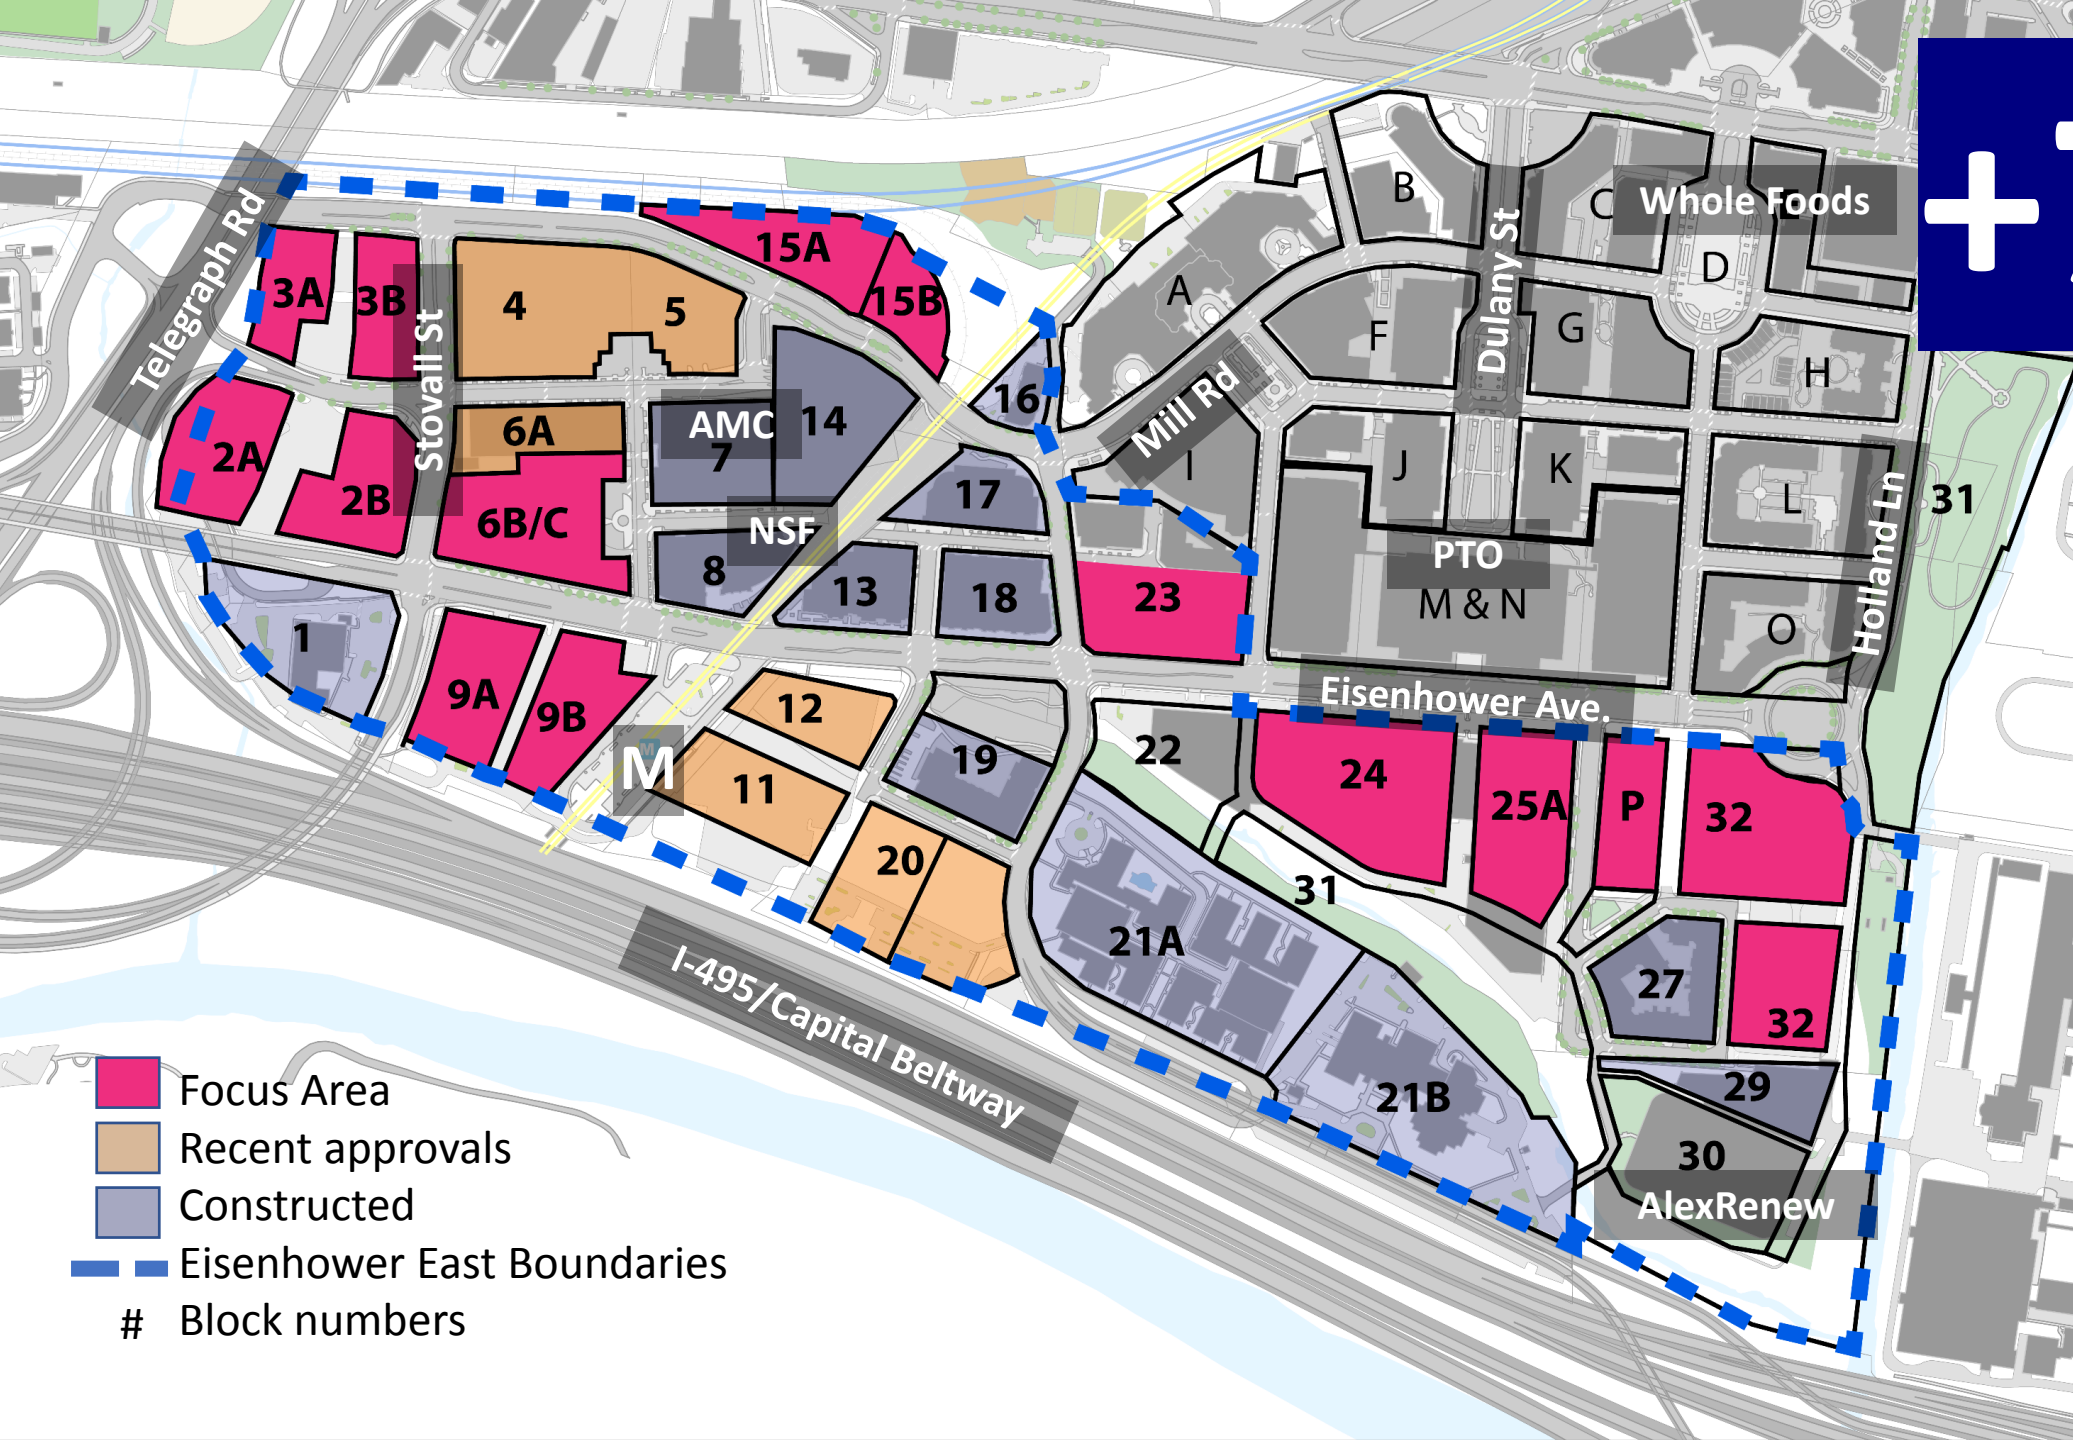 Telegraph Rd
Stovall St
Mill Rd
Dulany St
Whole Foods
Holland Ln
Eisenhower Ave.
I-495/Capital Beltway
AMC
NSF
PTO
M & N
AlexRenew
M
M
+
A
B
C
D
F
G
H
I
J
K
L
O
P
3A
3B
4
5
15A
15B
16
2A
2B
6A
6B/C
7
14
17
8
13
18
23
1
9A
9B
12
11
19
20
22
24
25A
32
31
31
21A
21B
27
32
29
30
Focus Area
Recent approvals
Constructed
Eisenhower East Boundaries
# Block numbers